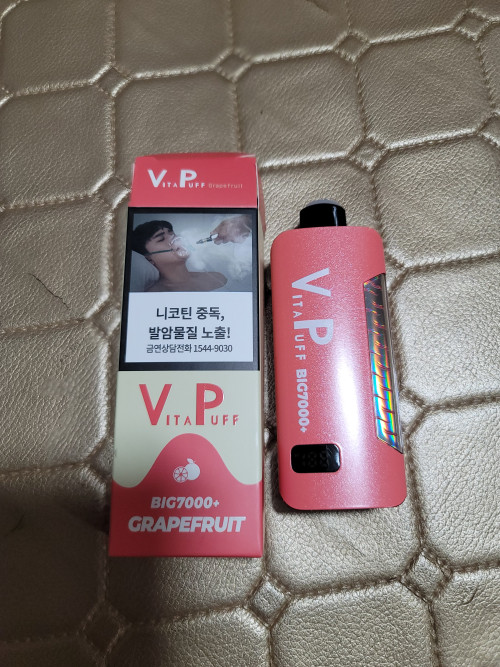 VITAPUFF Grapefruit
니코틴 중독,
발암물질 노출!
금연상담전화 1544-9030
VITAPUFF
BIG7000+
GRAPEFRUIT
VITAPUFF BIG7000+